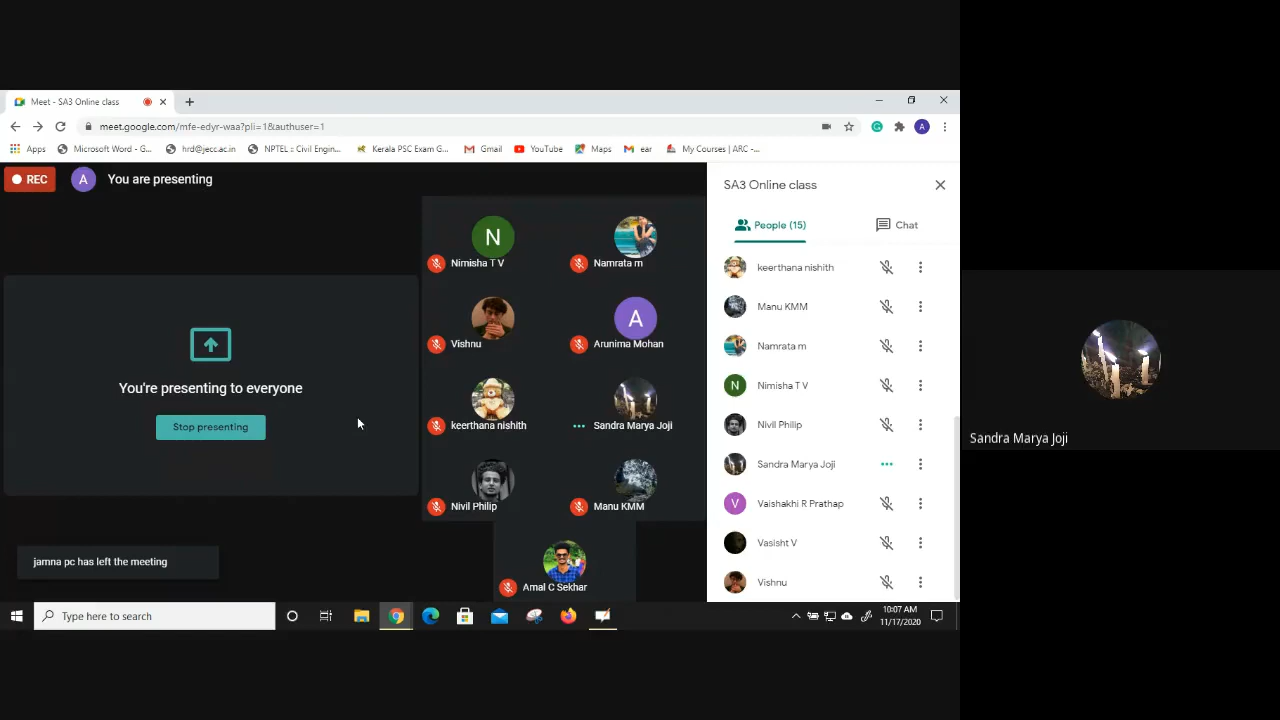 Meet - SA3 Online class
meet.google.com/mfe-edyr-waa?pli=1&authuser=1
Apps
Microsoft Word - G...
hrd@jecc.ac.in
NPTEL :: Civil Engin...
Kerala PSC Exam G...
Gmail
YouTube
Maps
ear
My Courses | ARC -...
REC
A
You are presenting
You're presenting to everyone
Stop presenting
jamna pc has left the meeting
N
Nimisha T V
Namrata m
Vishnu
A
Arunima Mohan
keerthana nishith
Sandra Marya Joji
Nivil Philip
Manu KMM
Amal C Sekhar
SA3 Online class
People (15)
Chat
keerthana nishith
Manu KMM
Namrata m
N
Nimisha T V
Nivil Philip
Sandra Marya Joji
V
Vaishakhi R Prathap
Vasisht V
Vishnu
Sandra Marya Joji
Type here to search
10:07 AM
11/17/2020
A